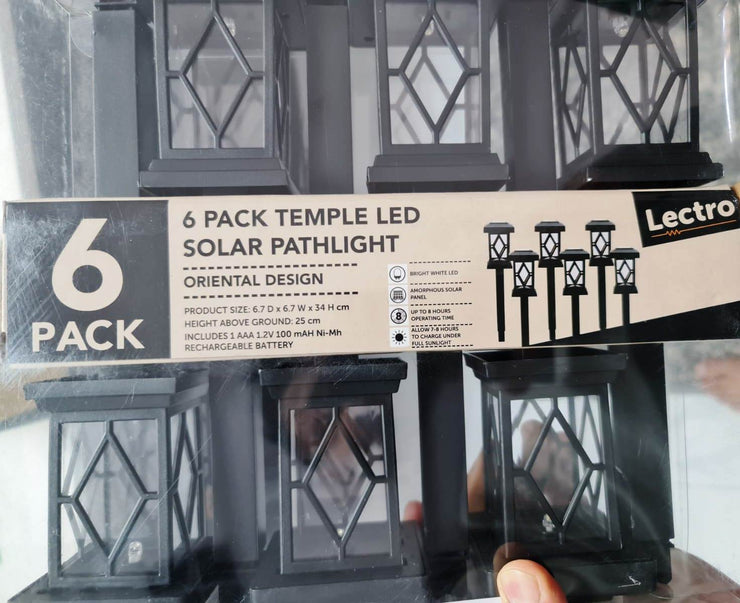 6
PACK
6 PACK TEMPLE LED
SOLAR PATHLIGHT
ORIENTAL DESIGN
PRODUCT SIZE: 6.7 D x 6.7 W x 34 H cm
HEIGHT ABOVE GROUND: 25 cm
INCLUDES 1 AAA 1.2V 100 mAH Ni-Mh
RECHARGEABLE BATTERY
BRIGHT WHITE LED
AMORPHOUS SOLAR
PANEL
8
UP TO 8 HOURS
OPERATING TIME
ALLOW 7-8 HOURS
TO CHARGE UNDER
FULL SUNLIGHT
Lectro